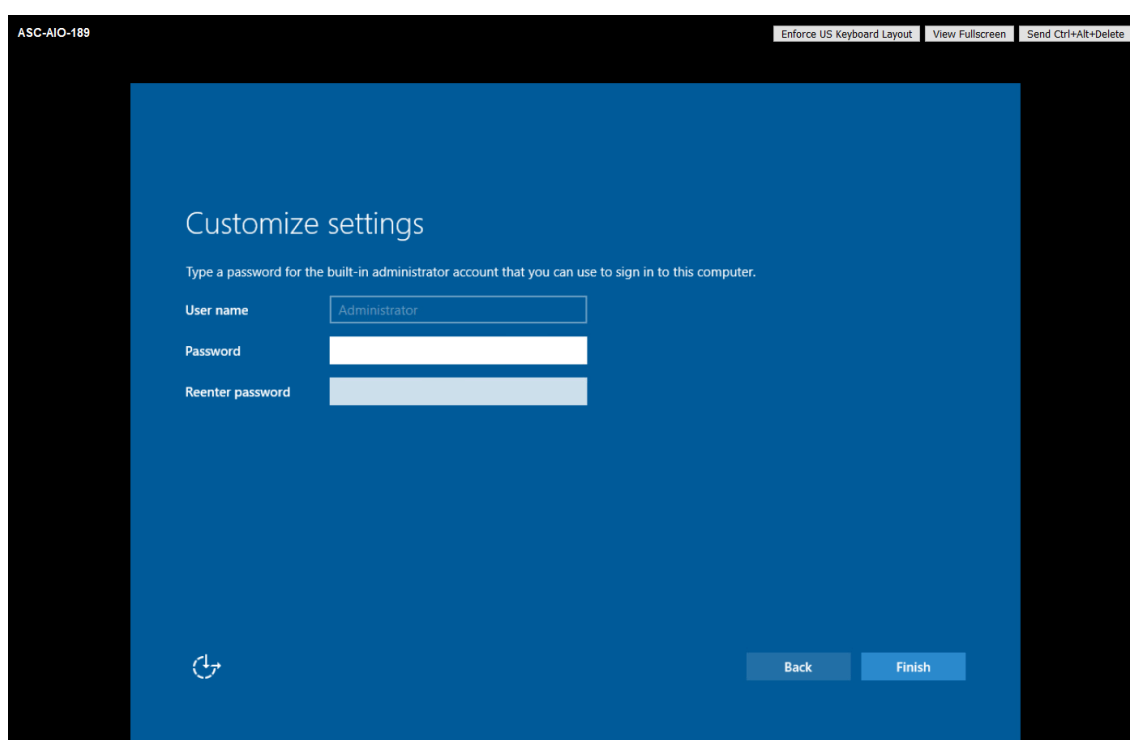 ASC-AIO-189
Enforce US Keyboard Layout View Fullscreen Send Ctrl+Alt+Delete
Customize settings
Type a password for the built-in administrator account that you can use to sign in to this computer.
User name Administrator
Password
Reenter password
Back Finish